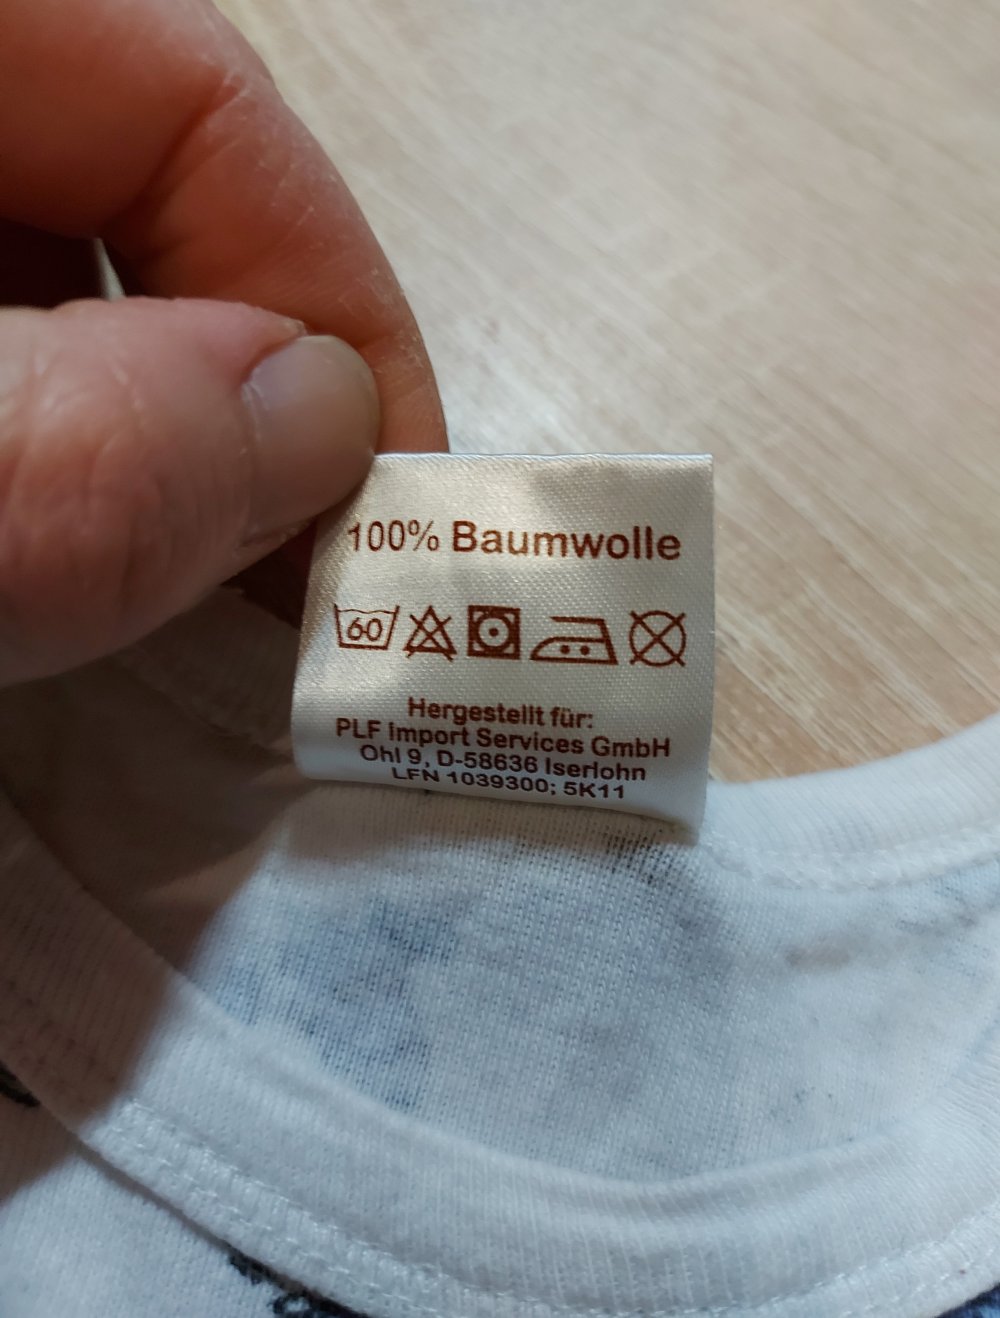 100% Baumwolle
60
Hergestellt für:
PLF Import Services GmbH
Ohl 9, D-58636 Iserlohn
LFN 1039300; 5K11